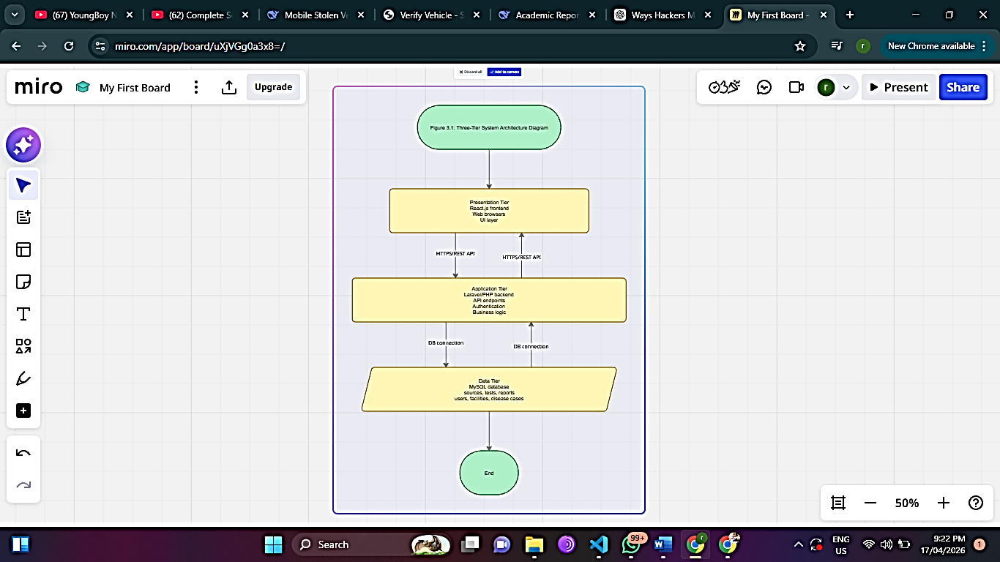 (67) YoungBoy N
(62) Complete S
Mobile Stolen Ve
Verify Vehicle - S
Academic Repor
Ways Hackers M
My First Board -
miro.com/app/board/uXjVGg0a3x8=/
r
New Chrome available
miro
My First Board
Upgrade
Discard all
Add to canvas
r
Present
Share
Figure 3.1: Three-Tier System Architecture Diagram
Presentation Tier
React.js frontend
Web browsers
UI layer
HTTPS/REST API
HTTPS/REST API
Application Tier
Laravel/PHP backend
API endpoints
Authentication
Business logic
DB connection
DB connection
Data Tier
MySQL database
sources, tests, reports
users, facilities, disease cases
End
50%
Search
99+
r
ENG
US
9:22 PM
17/04/2026
1